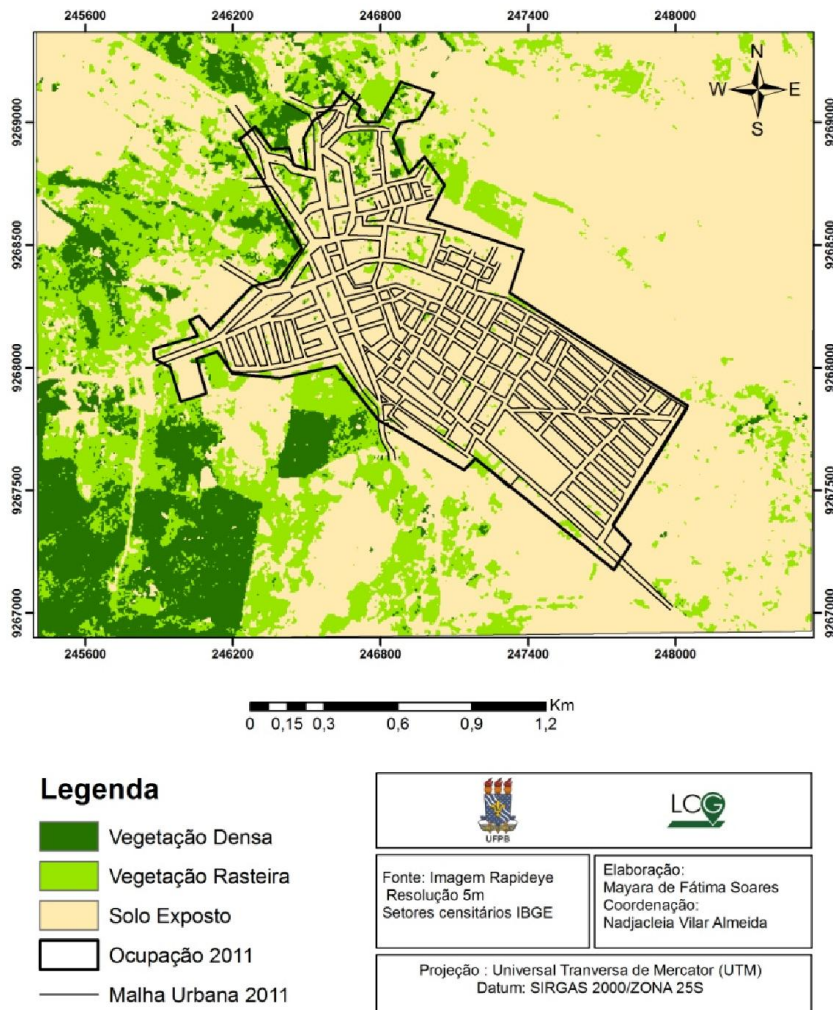 245600 246200 246800 247400 248000
9269000 9269000
N
W E
S
9268500 9268500
9268000 9268000
9267500 9267500
9267000 9267000
245600 246200 246800 247400 248000
Km
0 0,15 0,3 0,6 0,9 1,2
Legenda
Vegetação Densa
Vegetação Rasteira
Solo Exposto
Ocupação 2011
Malha Urbana 2011
UFPB
LCG
Fonte: Imagem Rapideye
Resolução 5m
Setores censitários IBGE
Elaboração:
Mayara de Fátima Soares
Coordenação:
Nadjacleia Vilar Almeida
Projeção : Universal Tranversa de Mercator (UTM)
Datum: SIRGAS 2000/ZONA 25S